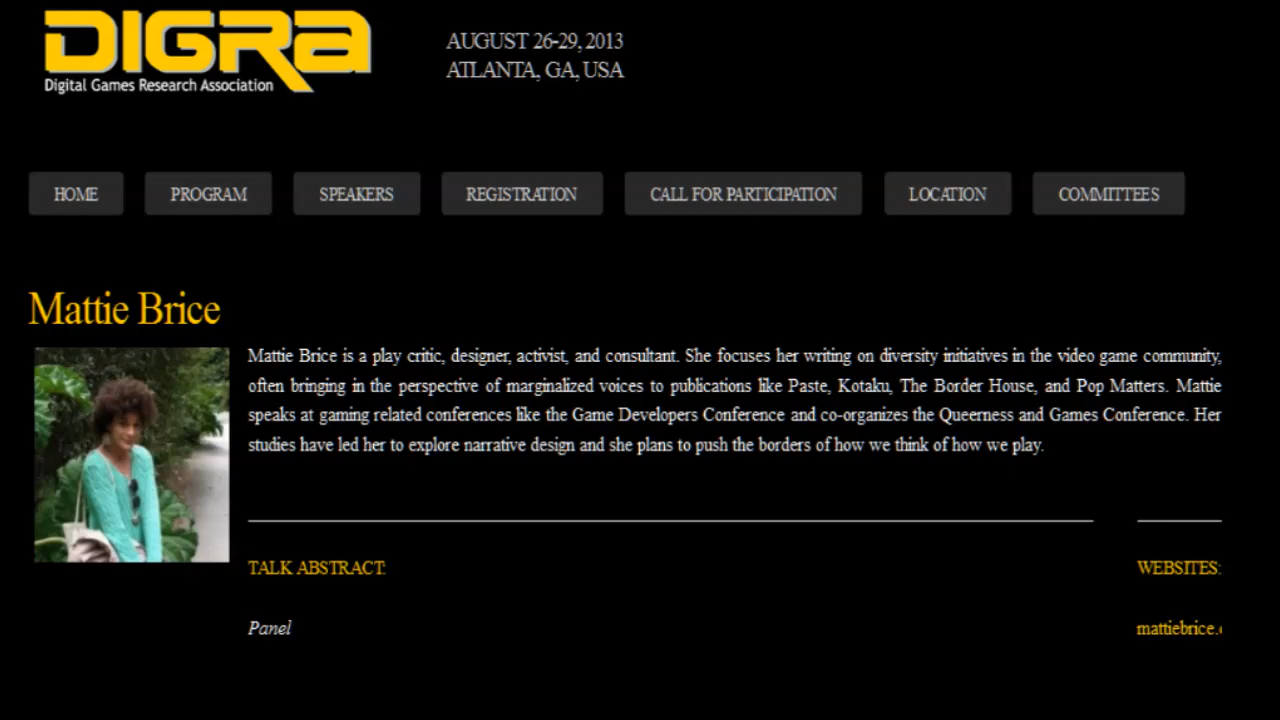 DIGRA
Digital Games Research Association
AUGUST 26-29, 2013
ATLANTA, GA, USA
HOME
PROGRAM
SPEAKERS
REGISTRATION
CALL FOR PARTICIPATION
LOCATION
COMMITTEES
Mattie Brice
Mattie Brice is a play critic, designer, activist, and consultant. She focuses her writing on diversity initiatives in the video game community,
often bringing in the perspective of marginalized voices to publications like Paste, Kotaku, The Border House, and Pop Matters. Mattie
speaks at gaming related conferences like the Game Developers Conference and co-organizes the Queerness and Games Conference. Her
studies have led her to explore narrative design and she plans to push the borders of how we think of how we play.
TALK ABSTRACT:
WEBSITES:
Panel
mattiebrice.